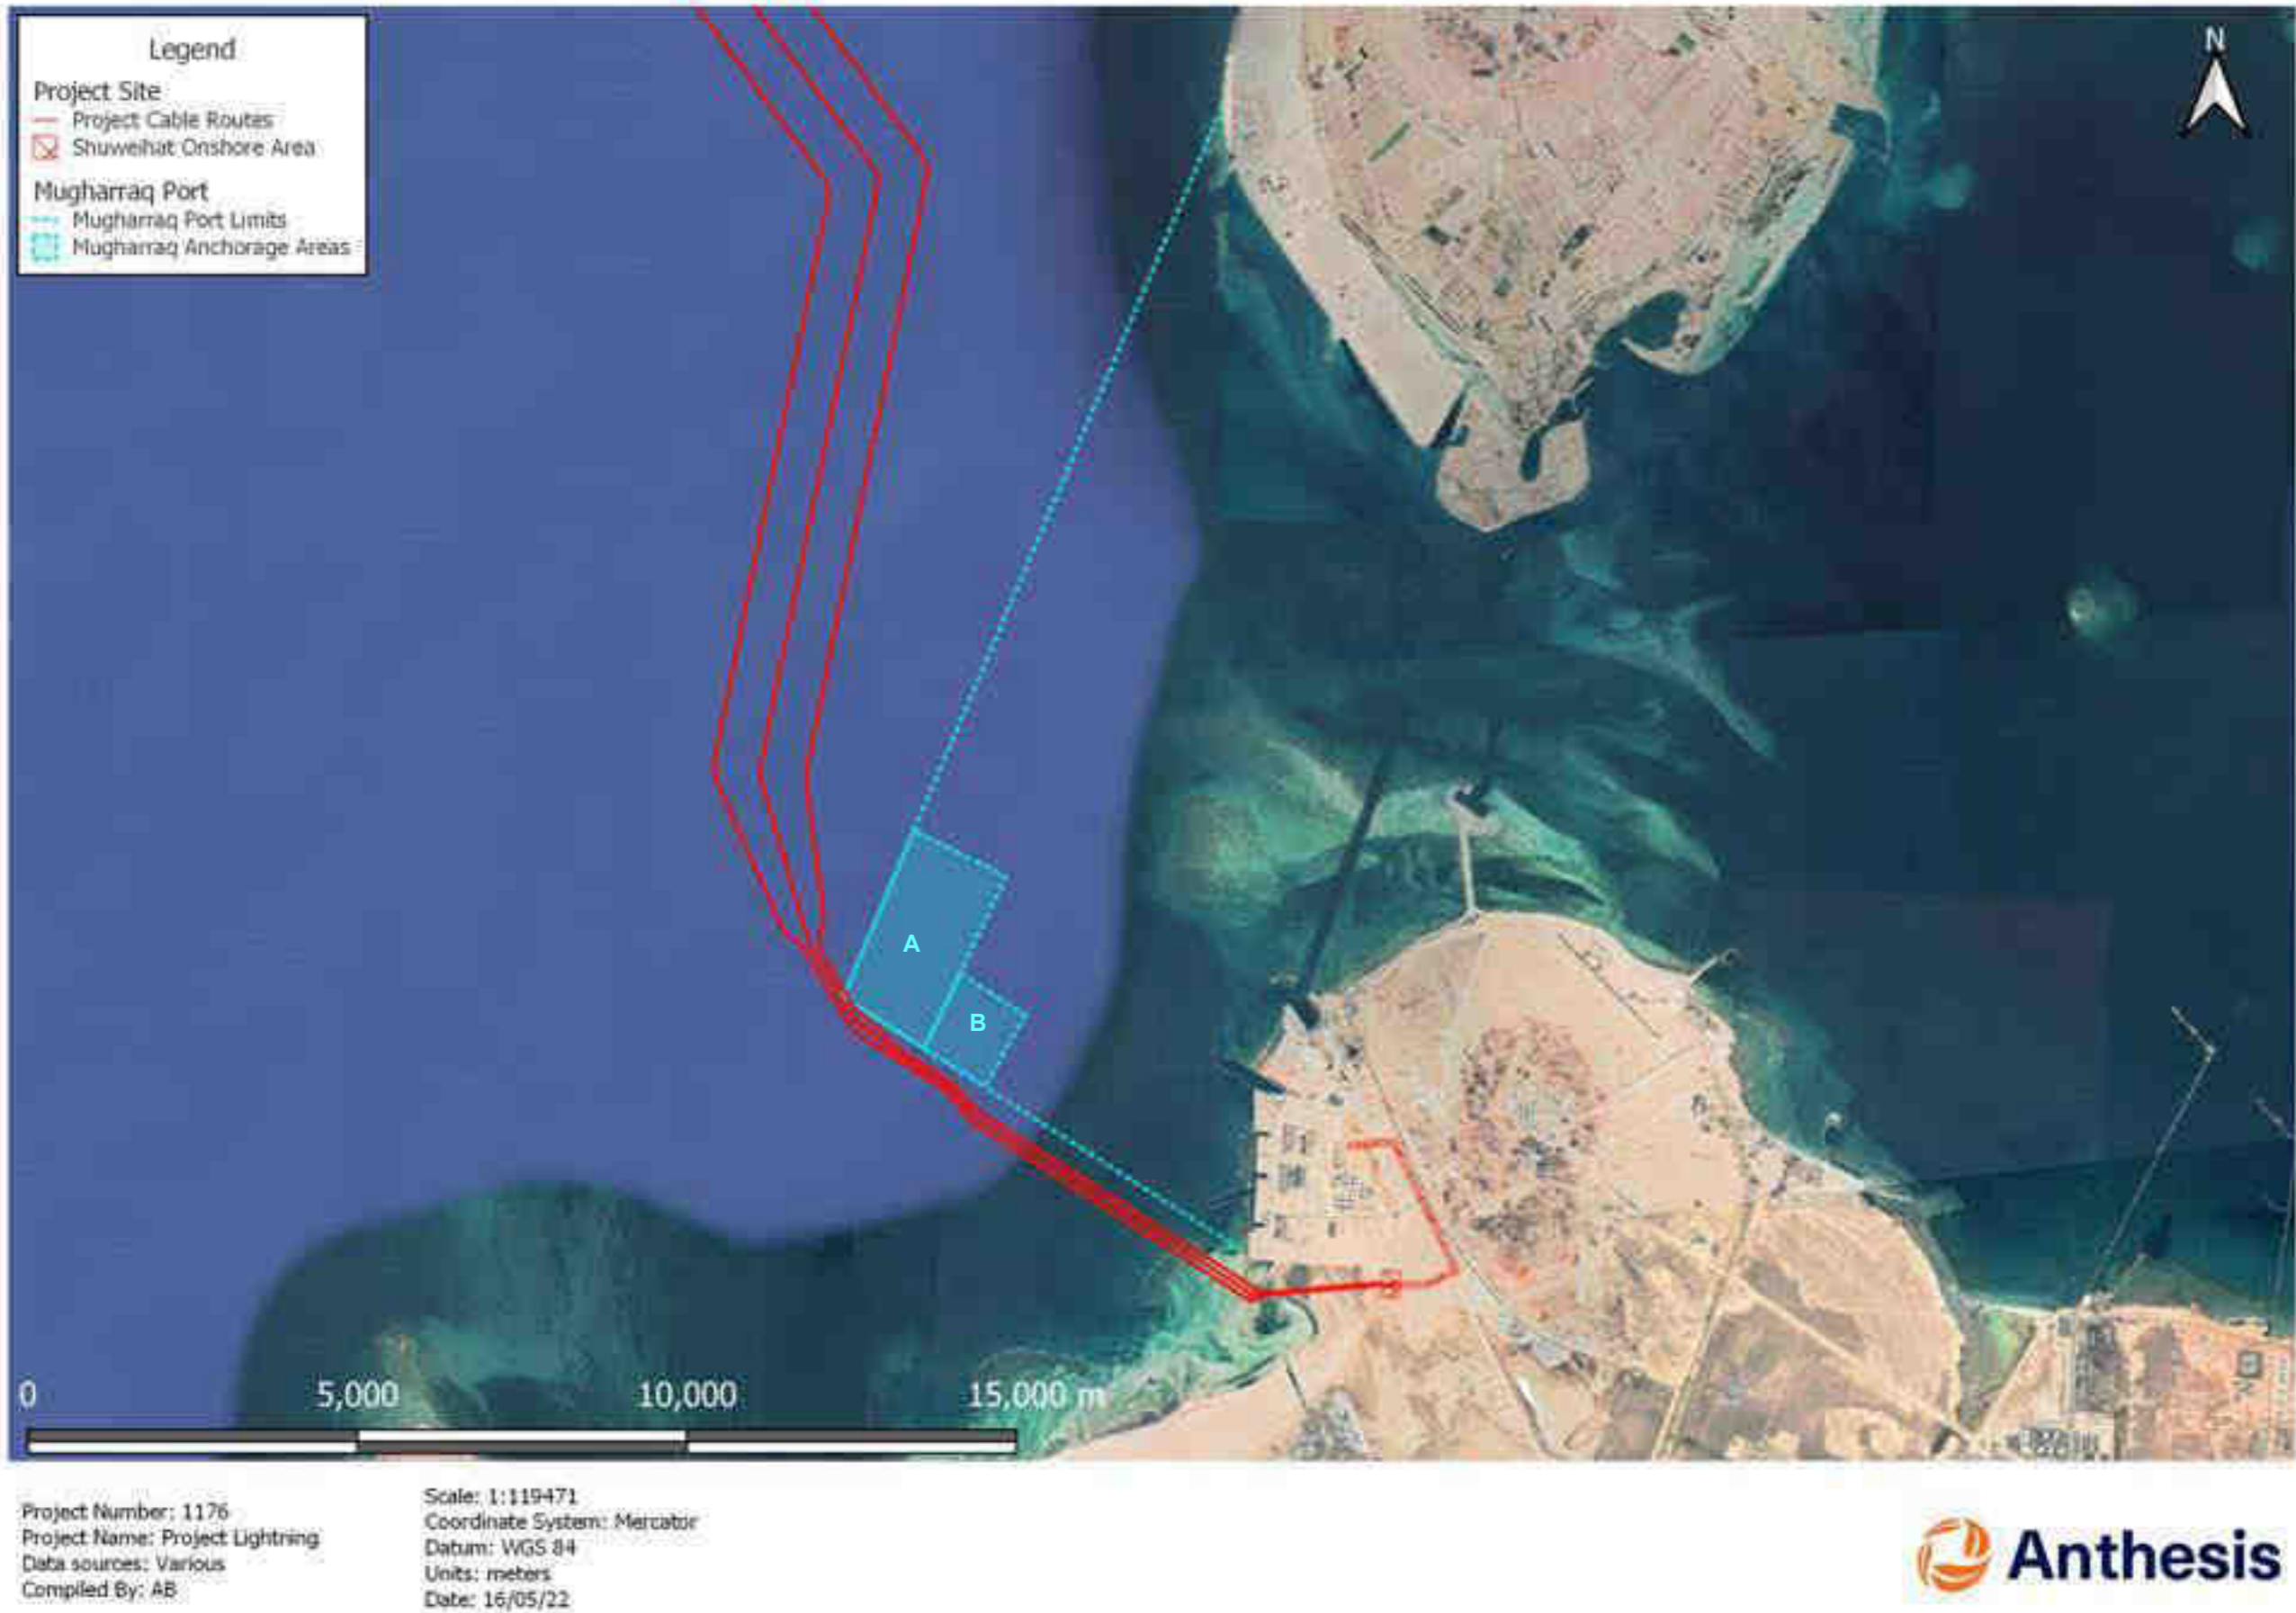 Legend
Project Site
Project Cable Routes
Shuweihat Onshore Area
Mugharraq Port
Mugharraq Port Limits
Mugharraq Anchorage Areas
N
A
B
0 5,000 10,000 15,000 m
Project Number: 1176
Project Name: Project Lightning
Data sources: Various
Compiled By: AB
Scale: 1:119471
Coordinate System: Mercator
Datum: WGS 84
Units: meters
Date: 16/05/22
Anthesis